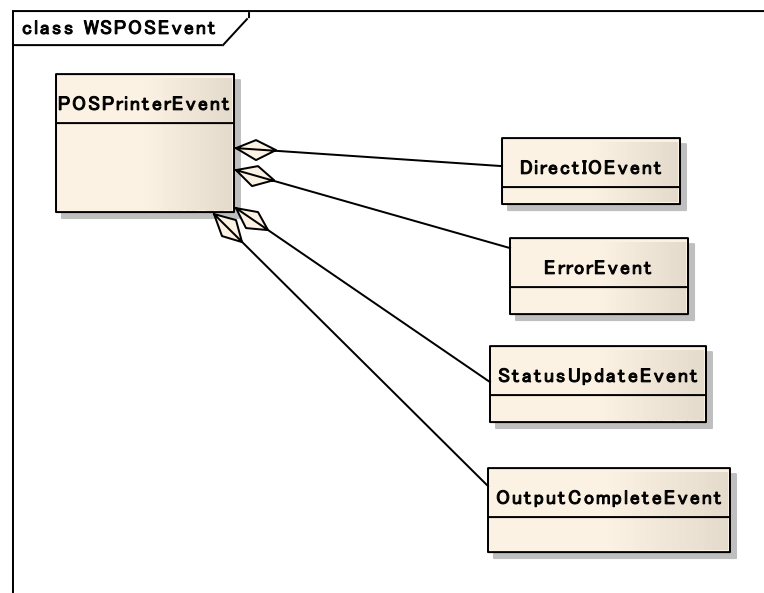 class WSPOSEvent
POSPrinterEvent
DirectIOEvent
ErrorEvent
StatusUpdateEvent
OutputCompleteEvent